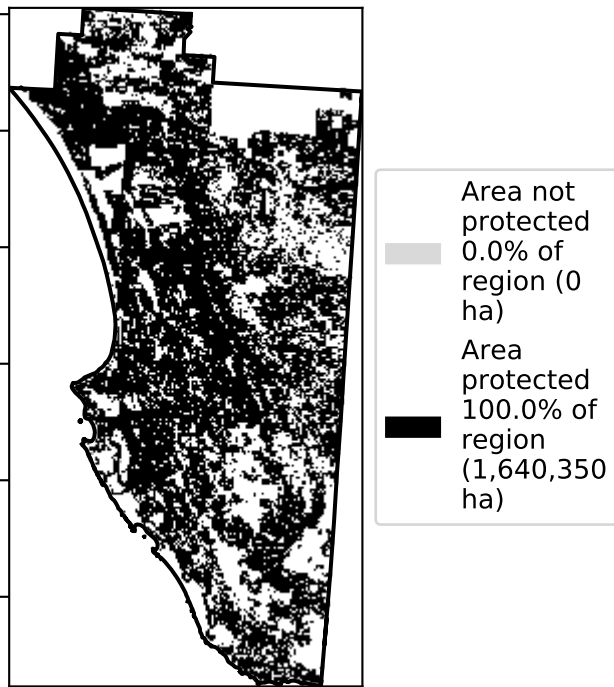 Area not
protected
0.0% of
region (0
ha)
Area
protected
100.0% of
region
(1,640,350
ha)